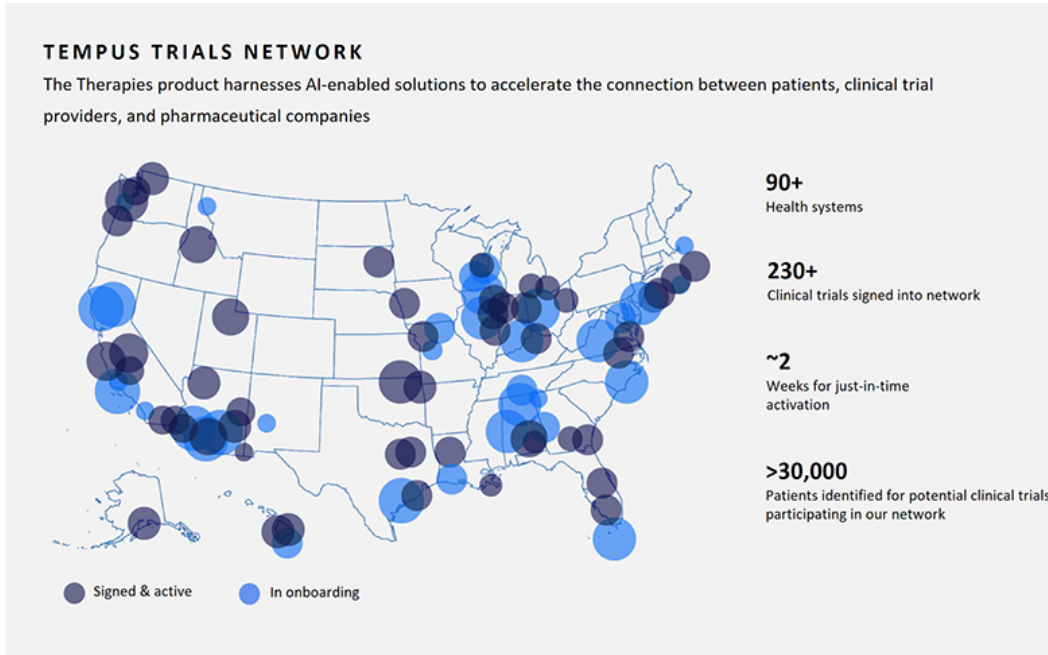 TEMPUS TRIALS NETWORK
The Therapies product harnesses AI-enabled solutions to accelerate the connection between patients, clinical trial
providers, and pharmaceutical companies
90+
Health systems
230+
Clinical trials signed into network
~2
Weeks for just-in-time
activation
>30,000
Patients identified for potential clinical trials
participating in our network
Signed & active
In onboarding